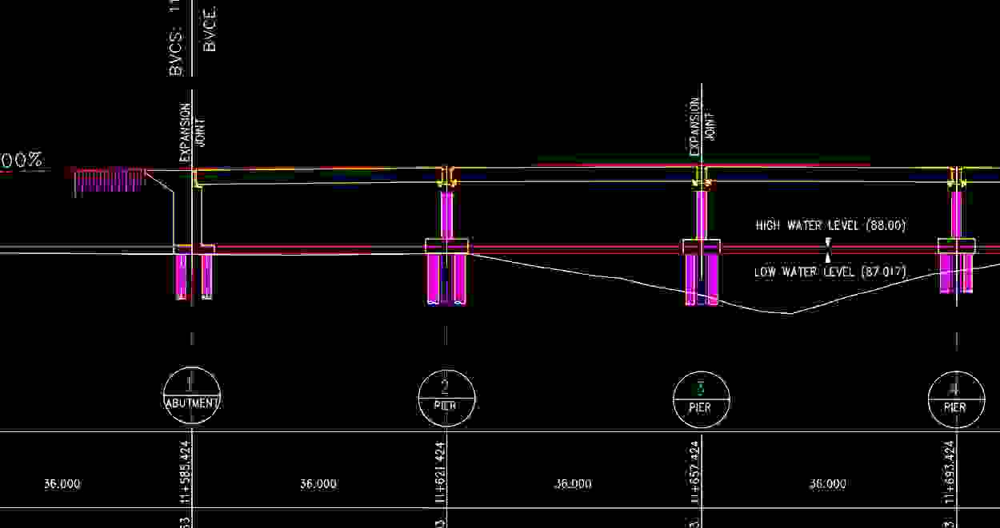 BVCS: 11
BVCE
EXPANSION
JOINT
EXPANSION
JOINT
00%
HIGH WATER LEVEL (88.00)
LOW WATER LEVEL (87.017)
1
ABUTMENT
2
PIER
3
PIER
4
PIER
11+585.424
11+621.424
11+657.424
11+693.424
36.000
36.000
36.000
36.000